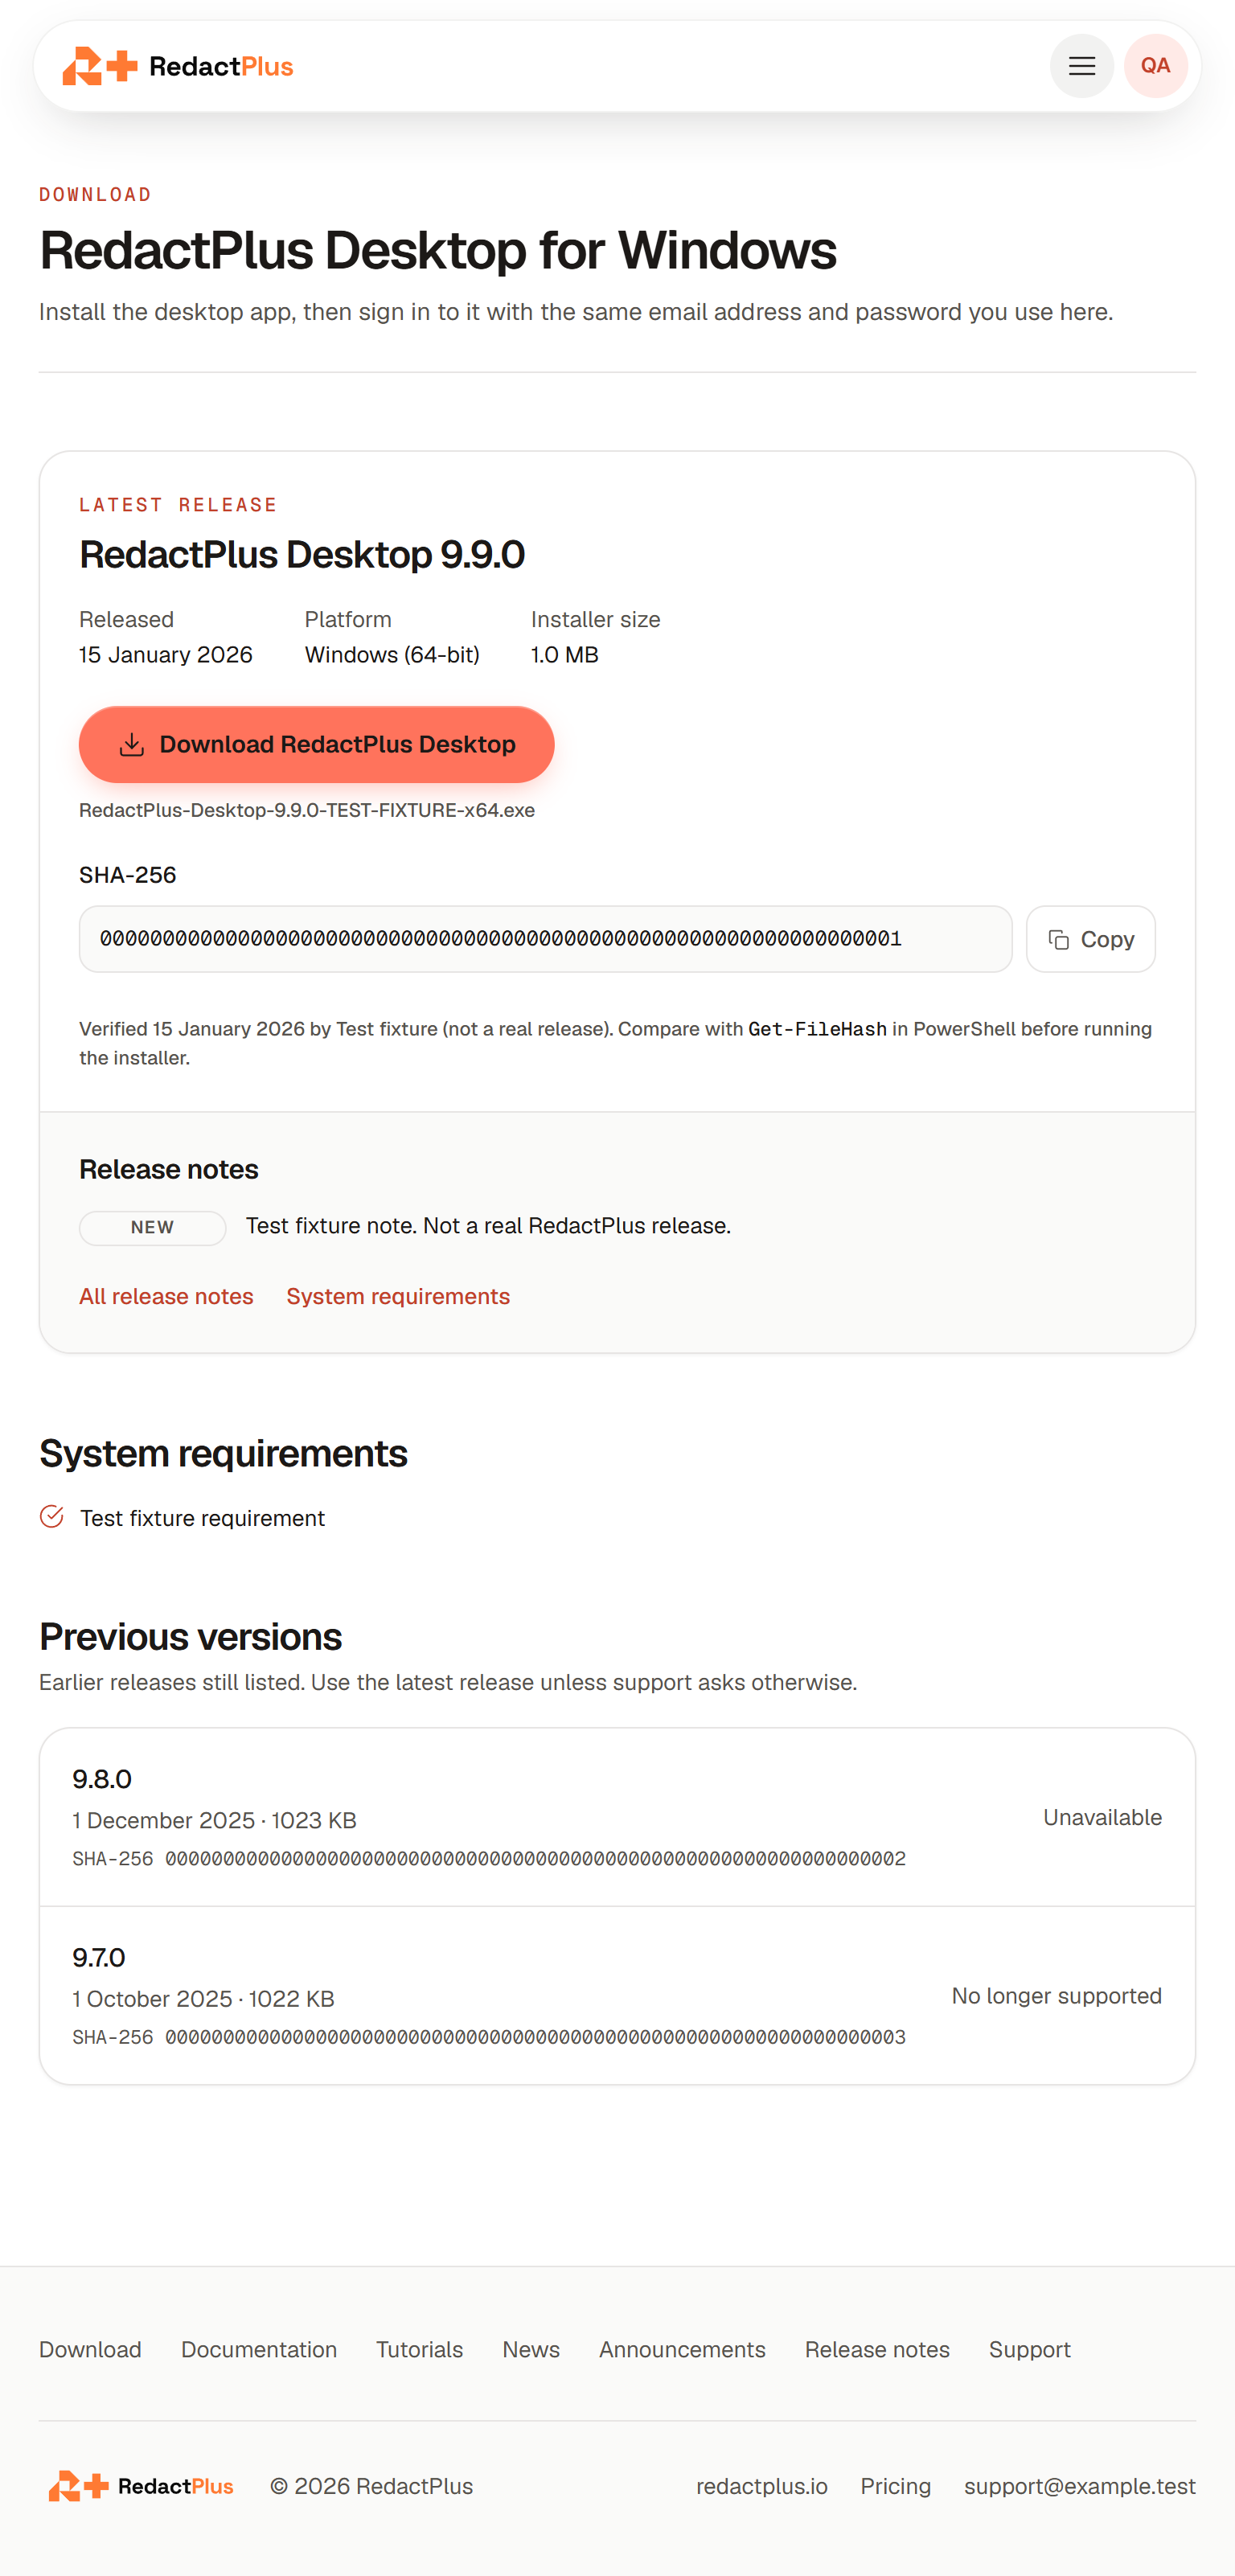 RedactPlus
QA
DOWNLOAD
RedactPlus Desktop for Windows
Install the desktop app, then sign in to it with the same email address and password you use here.
LATEST RELEASE
RedactPlus Desktop 9.9.0
Released
Platform
Installer size
15 January 2026
Windows (64-bit)
1.0 MB
Download RedactPlus Desktop
RedactPlus-Desktop-9.9.0-TEST-FIXTURE-x64.exe
SHA-256
0000000000000000000000000000000000000000000000000000000000000001
Copy
Verified 15 January 2026 by Test fixture (not a real release). Compare with Get-FileHash in PowerShell before running
the installer.
Release notes
NEW
Test fixture note. Not a real RedactPlus release.
All release notes
System requirements
System requirements
Test fixture requirement
Previous versions
Earlier releases still listed. Use the latest release unless support asks otherwise.
9.8.0
1 December 2025 · 1023 KB
Unavailable
SHA-256 0000000000000000000000000000000000000000000000000000000000000002
9.7.0
1 October 2025 · 1022 KB
No longer supported
SHA-256 0000000000000000000000000000000000000000000000000000000000000003
Download
Documentation
Tutorials
News
Announcements
Release notes
Support
RedactPlus
© 2026 RedactPlus
redactplus.io
Pricing
support@example.test